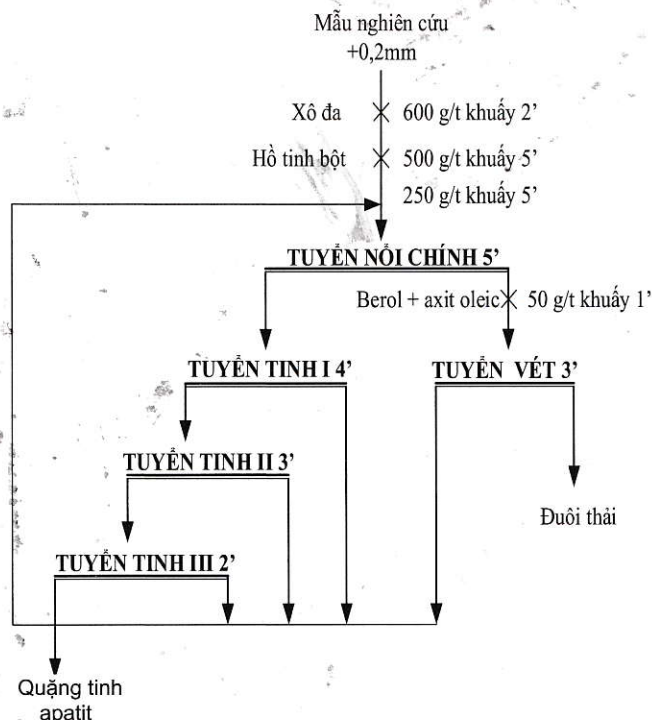 Mẫu nghiên cứu
+0,2mm
Xô đa 600 g/t khuấy 2'
Hồ tinh bột 500 g/t khuấy 5'
250 g/t khuấy 5'
TUYỂN NỔI CHÍNH 5'
Berol + axit oleic 50 g/t khuấy 1'
TUYỂN TINH I 4' TUYỂN VÉT 3'
TUYỂN TINH II 3'
Đuôi thải
TUYỂN TINH III 2'
Quặng tinh
apatit